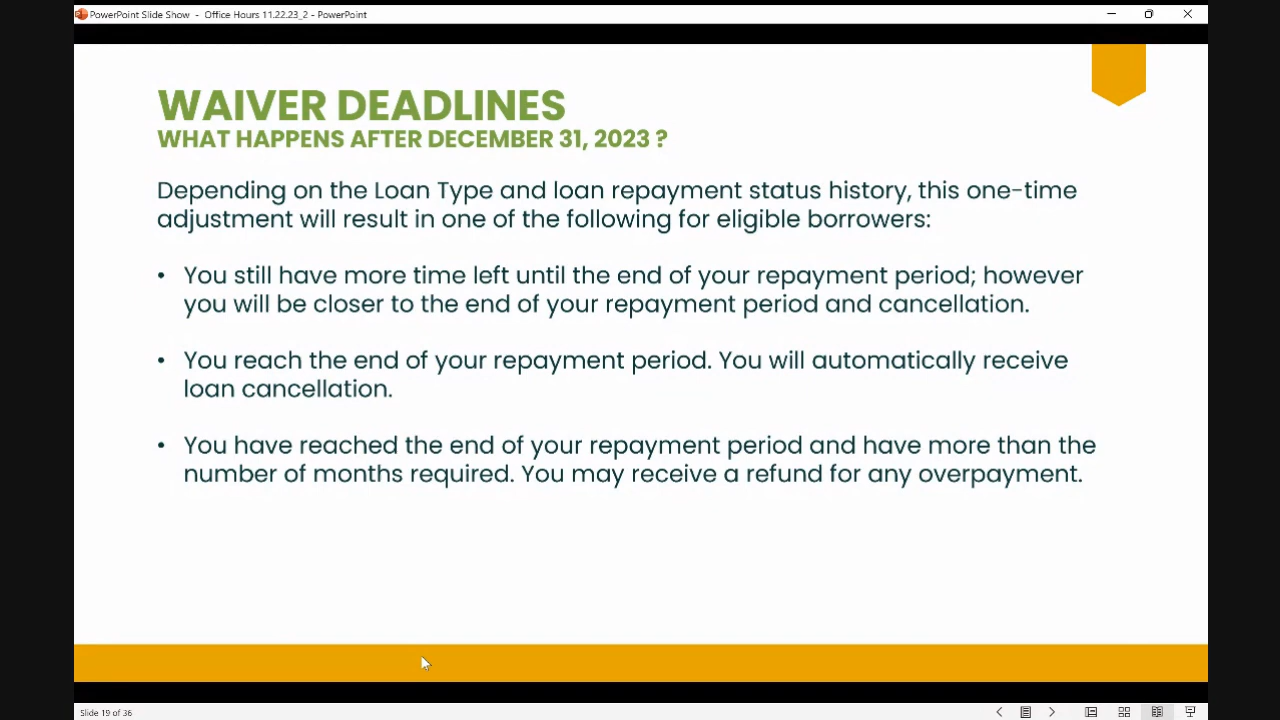 PowerPoint Slide Show - Office Hours 11.22.23_2 - PowerPoint
WAIVER DEADLINES
WHAT HAPPENS AFTER DECEMBER 31, 2023 ?
Depending on the Loan Type and loan repayment status history, this one-time
adjustment will result in one of the following for eligible borrowers:
• You still have more time left until the end of your repayment period; however
you will be closer to the end of your repayment period and cancellation.
• You reach the end of your repayment period. You will automatically receive
loan cancellation.
• You have reached the end of your repayment period and have more than the
number of months required. You may receive a refund for any overpayment.
Slide 19 of 36